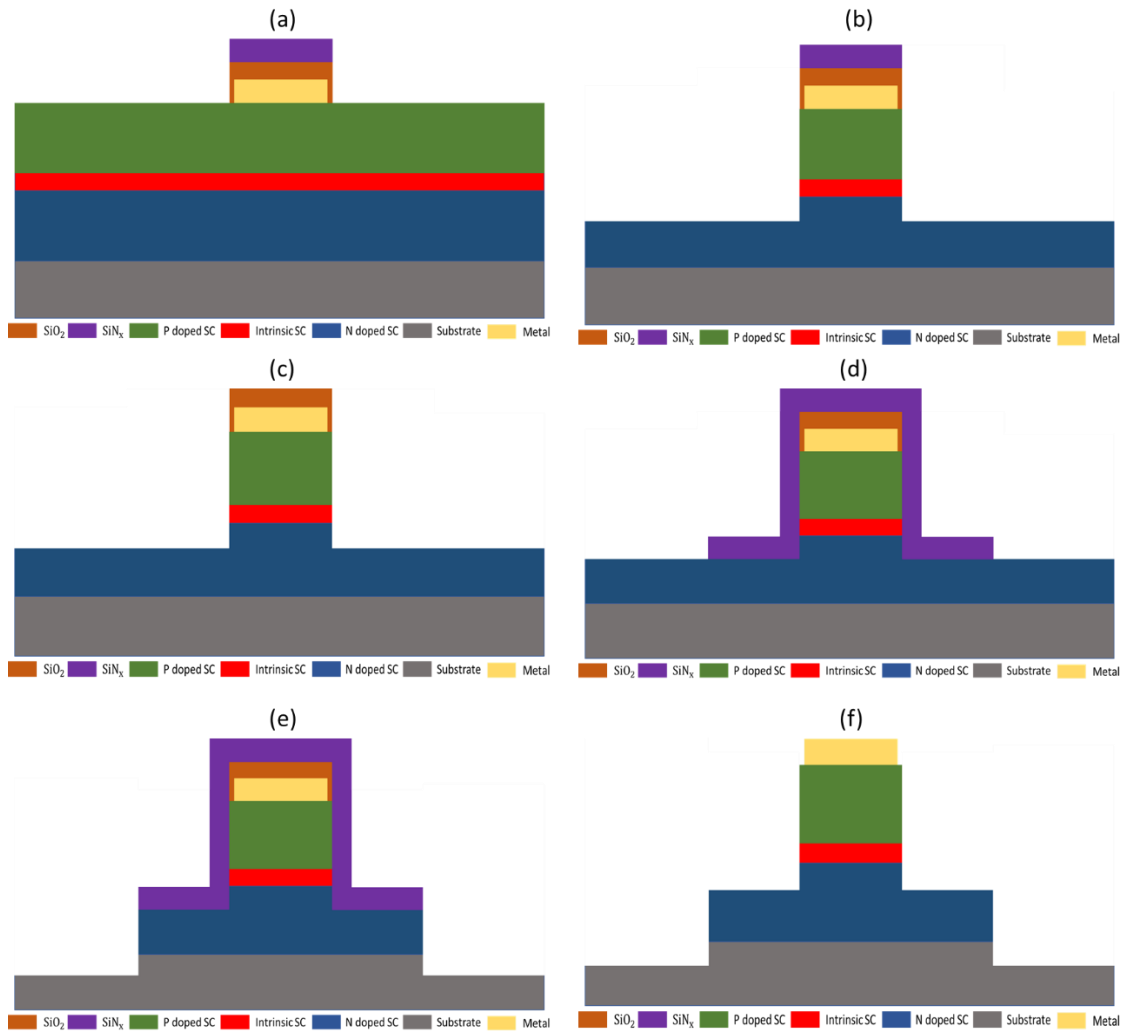 (a) (b)
SiO₂ SiNₓ P doped SC Intrinsic SC N doped SC Substrate Metal
SiO₂ SiNₓ P doped SC Intrinsic SC N doped SC Substrate Metal
(c) (d)
SiO₂ SiNₓ P doped SC Intrinsic SC N doped SC Substrate Metal
SiO₂ SiNₓ P doped SC Intrinsic SC N doped SC Substrate Metal
(e) (f)
SiO₂ SiNₓ P doped SC Intrinsic SC N doped SC Substrate Metal
SiO₂ SiNₓ P doped SC Intrinsic SC N doped SC Substrate Metal